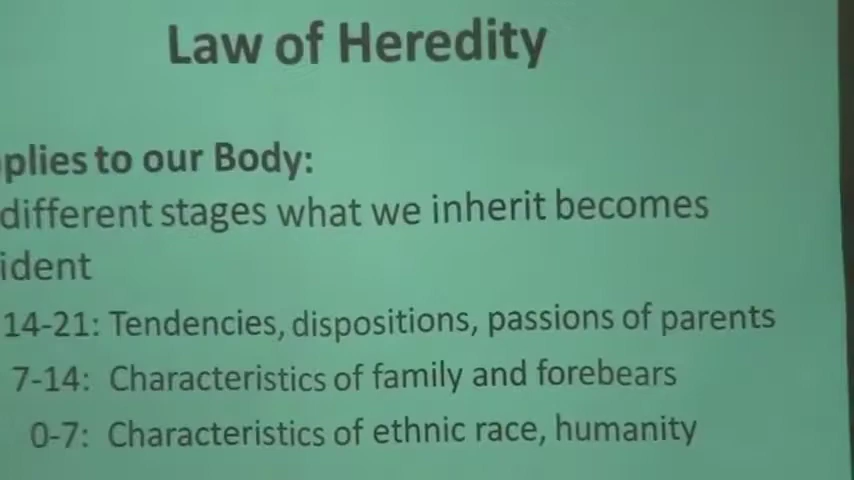 Law of Heredity
plies to our Body:
different stages what we inherit becomes
ident
14-21: Tendencies, dispositions, passions of parents
7-14: Characteristics of family and forebears
0-7: Characteristics of ethnic race, humanity